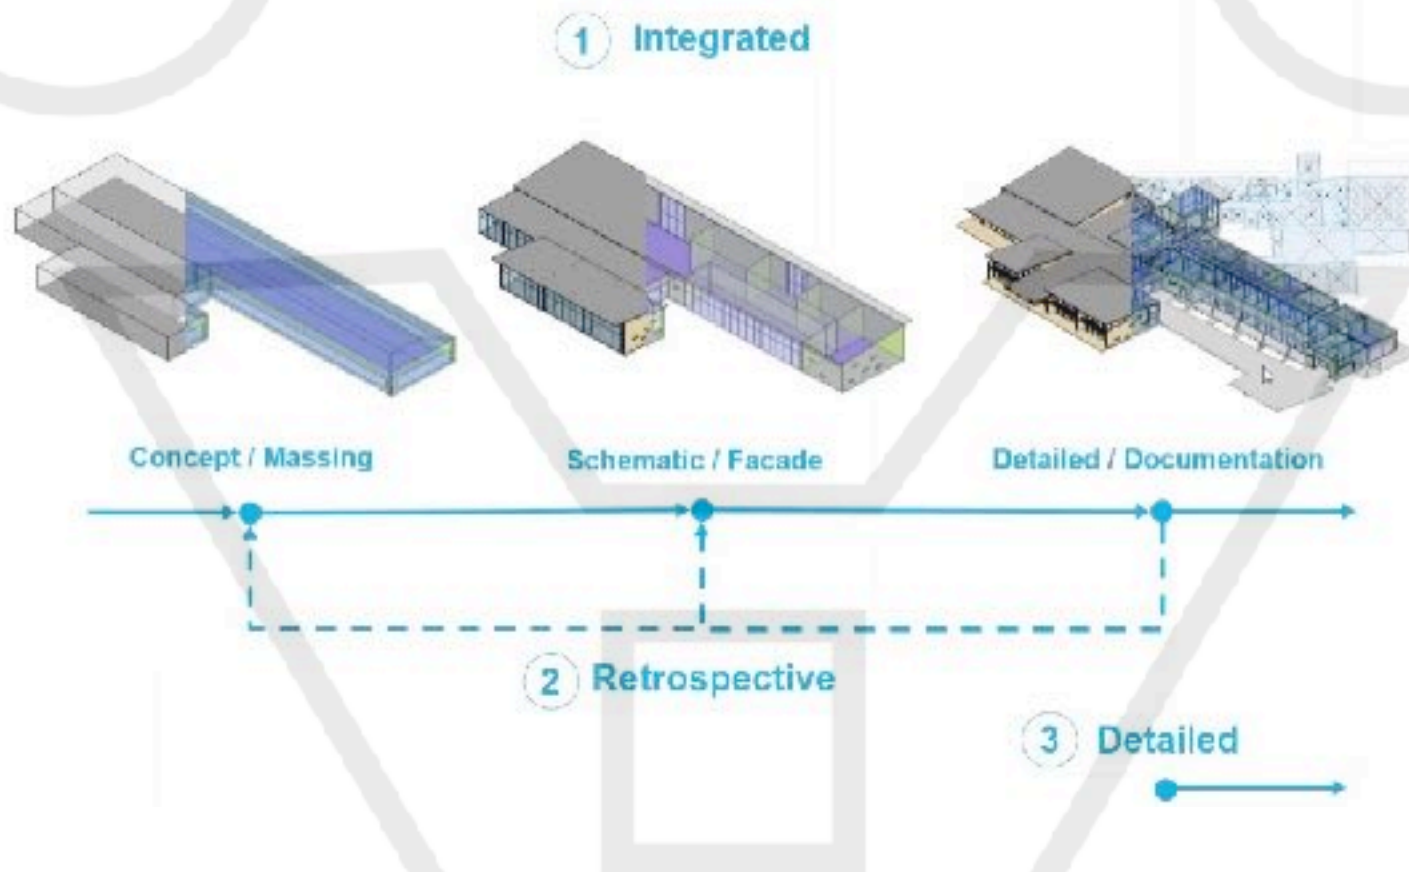 1 Integrated
Concept / Massing
Schematic / Facade
Detailed / Documentation
2 Retrospective
3 Detailed